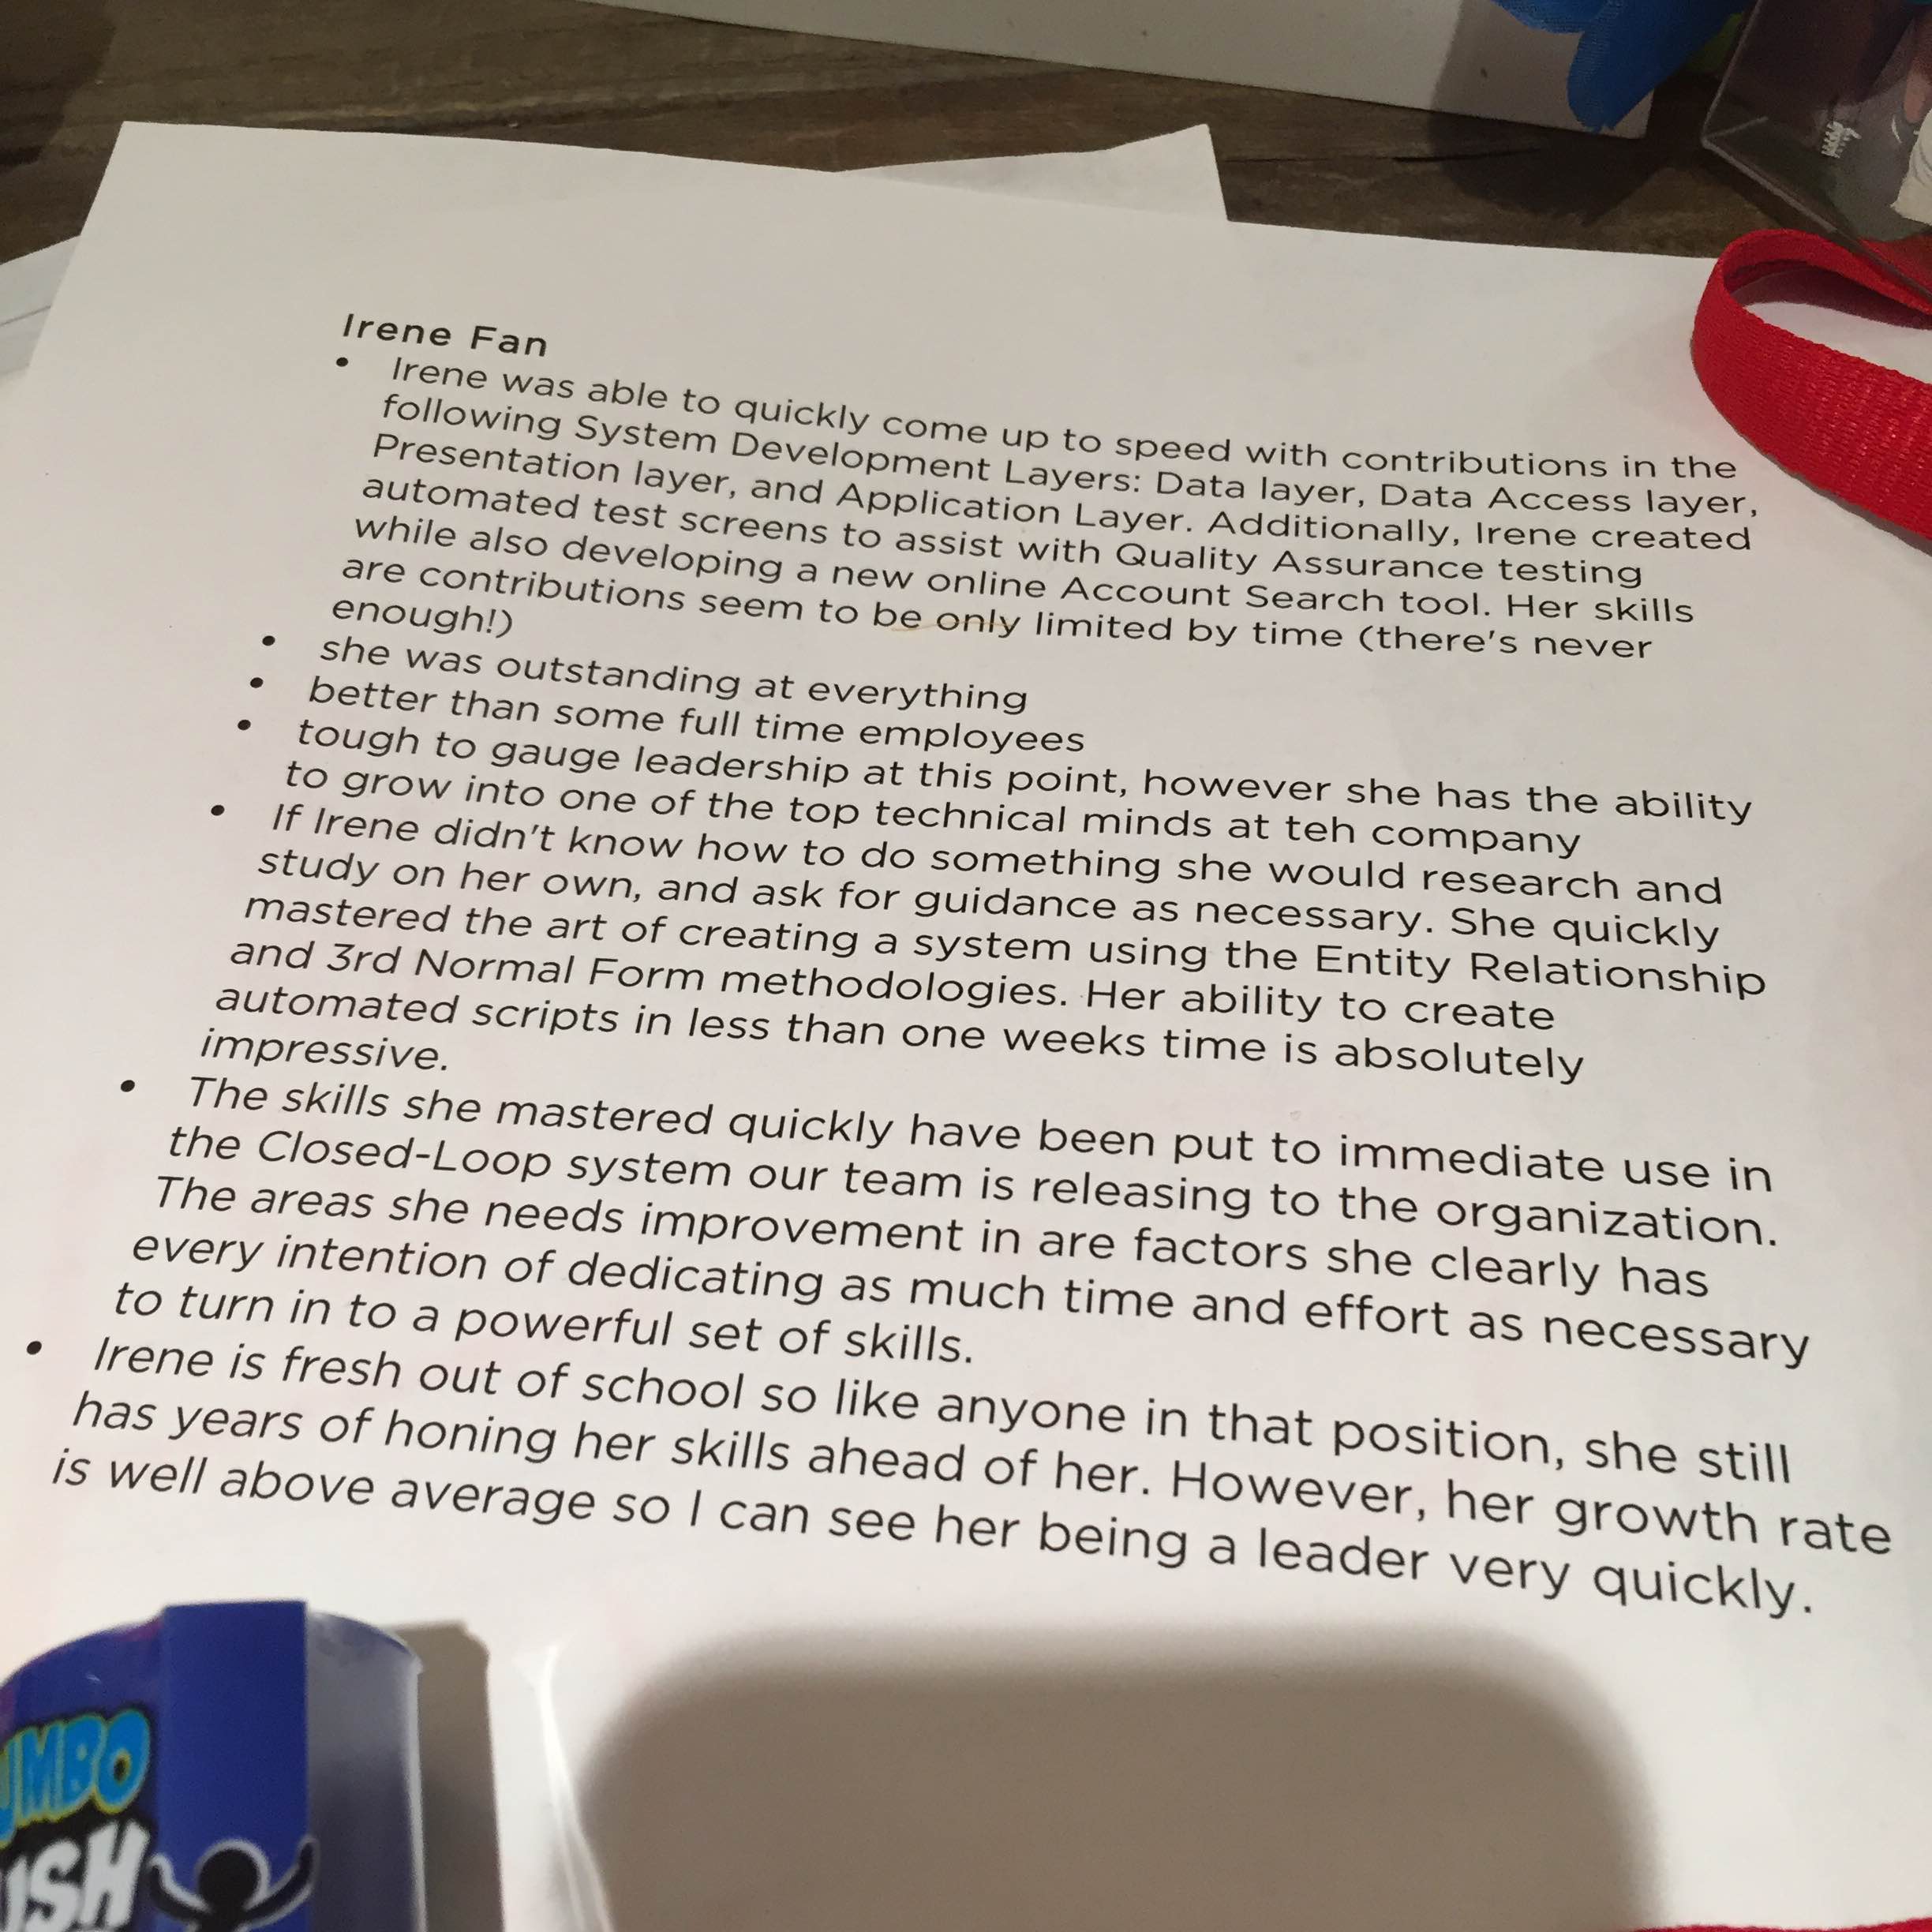 Irene Fan
• Irene was able to quickly come up to speed with contributions in the
following System Development Layers: Data layer, Data Access layer,
Presentation layer, and Application Layer. Additionally, Irene created
automated test screens to assist with Quality Assurance testing
while also developing a new online Account Search tool. Her skills
are contributions seem to be only limited by time (there's never
enough!)
• she was outstanding at everything
• better than some full time employees
• tough to gauge leadership at this point, however she has the ability
to grow into one of the top technical minds at teh company
• If Irene didn't know how to do something she would research and
study on her own, and ask for guidance as necessary. She quickly
mastered the art of creating a system using the Entity Relationship
and 3rd Normal Form methodologies. Her ability to create
automated scripts in less than one weeks time is absolutely
impressive.
• The skills she mastered quickly have been put to immediate use in
the Closed-Loop system our team is releasing to the organization.
The areas she needs improvement in are factors she clearly has
every intention of dedicating as much time and effort as necessary
to turn in to a powerful set of skills.
• Irene is fresh out of school so like anyone in that position, she still
has years of honing her skills ahead of her. However, her growth rate
is well above average so I can see her being a leader very quickly.